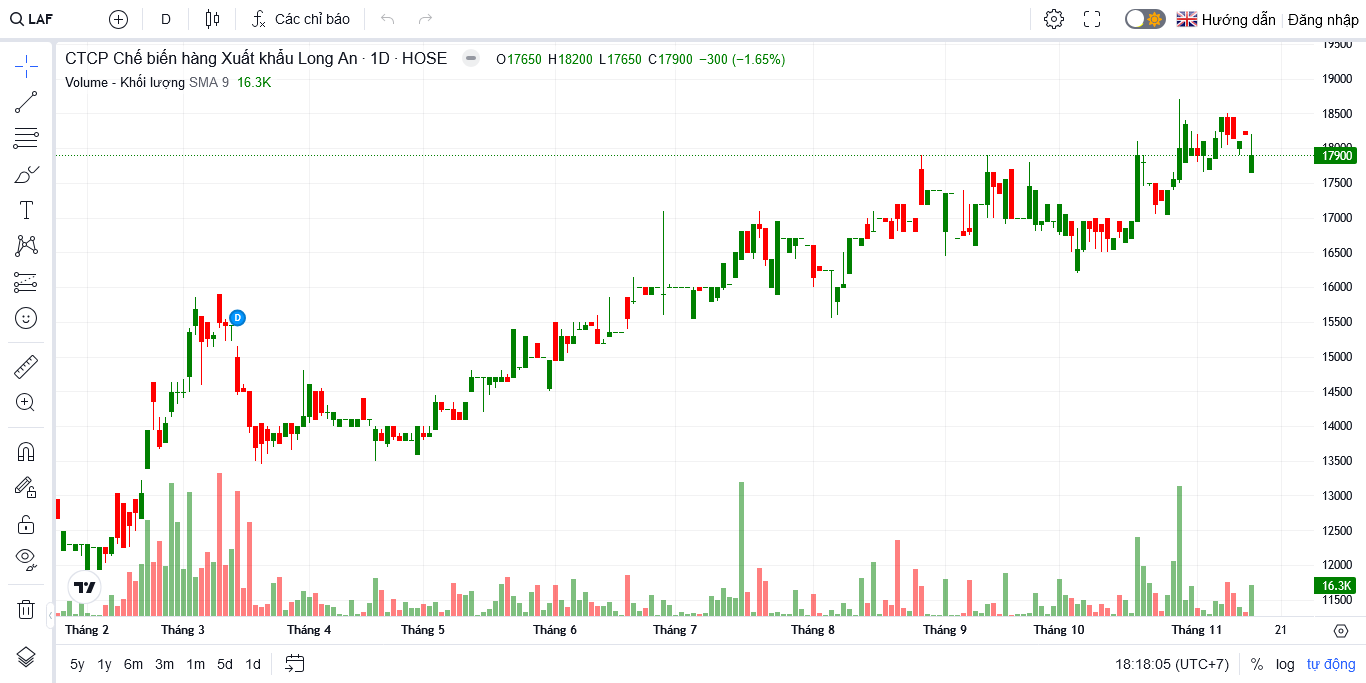 LAF D Các chỉ báo Hướng dẫn Đăng nhập
CTCP Chế biến hàng Xuất khẩu Long An · 1D · HOSE O17650 H18200 L17650 C17900 −300 (−1.65%)
Volume - Khối lượng SMA 9 16.3K
19500
19000
18500
18000
17900
17500
17000
16500
16000
D
15500
15000
14500
14000
13500
13000
12500
12000
16.3K
11500
Tháng 2 Tháng 3 Tháng 4 Tháng 5 Tháng 6 Tháng 7 Tháng 8 Tháng 9 Tháng 10 Tháng 11 21
5y 1y 6m 3m 1m 5d 1d 18:18:05 (UTC+7) % log tự động